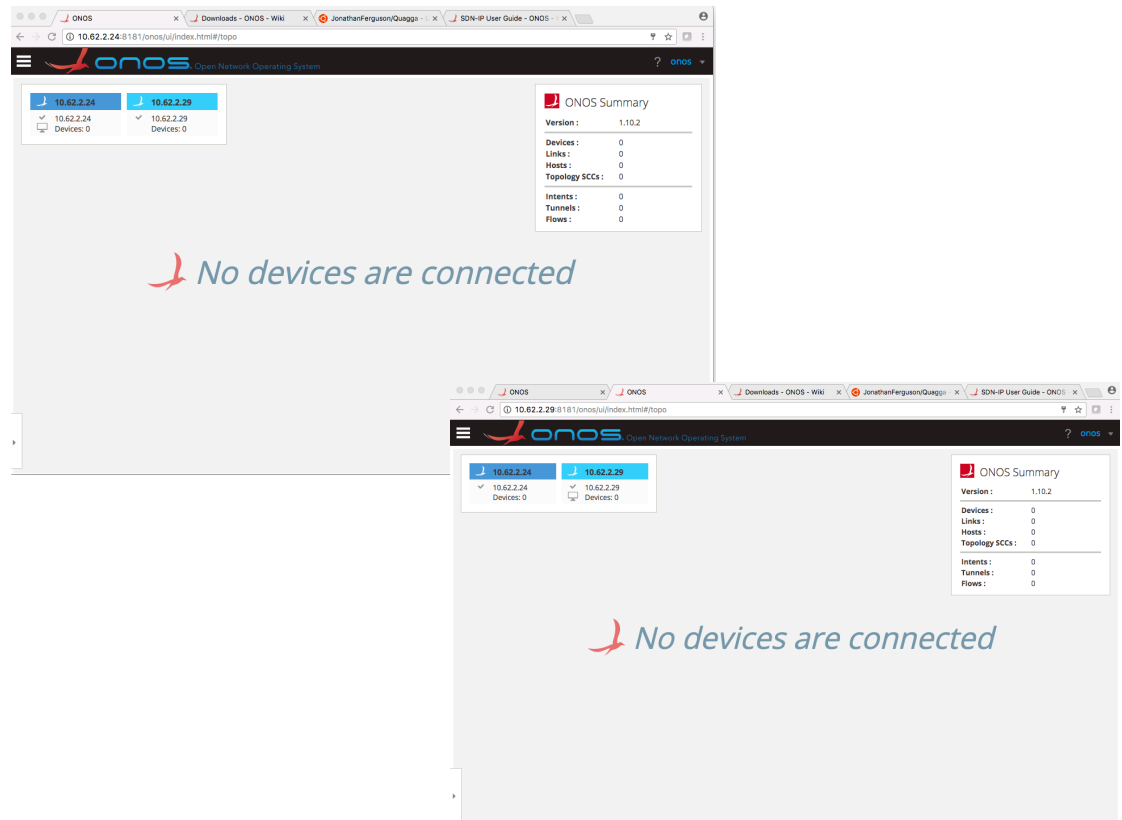 ONOS
Downloads - ONOS - Wiki
JonathanFerguson/Quagga -
SDN-IP User Guide - ONOS -
10.62.2.24:8181/onos/ui/index.html#/topo
onos Open Network Operating System
? onos
10.62.2.24 10.62.2.29
10.62.2.24 10.62.2.29
Devices: 0 Devices: 0
ONOS Summary
Version : 1.10.2
Devices : 0
Links : 0
Hosts : 0
Topology SCCs : 0
Intents : 0
Tunnels : 0
Flows : 0
No devices are connected
ONOS
ONOS
Downloads - ONOS - Wiki
JonathanFerguson/Quagga -
SDN-IP User Guide - ONOS
10.62.2.29:8181/onos/ui/index.html#/topo
onos Open Network Operating System
? onos
10.62.2.24 10.62.2.29
10.62.2.24 10.62.2.29
Devices: 0 Devices: 0
ONOS Summary
Version : 1.10.2
Devices : 0
Links : 0
Hosts : 0
Topology SCCs : 0
Intents : 0
Tunnels : 0
Flows : 0
No devices are connected